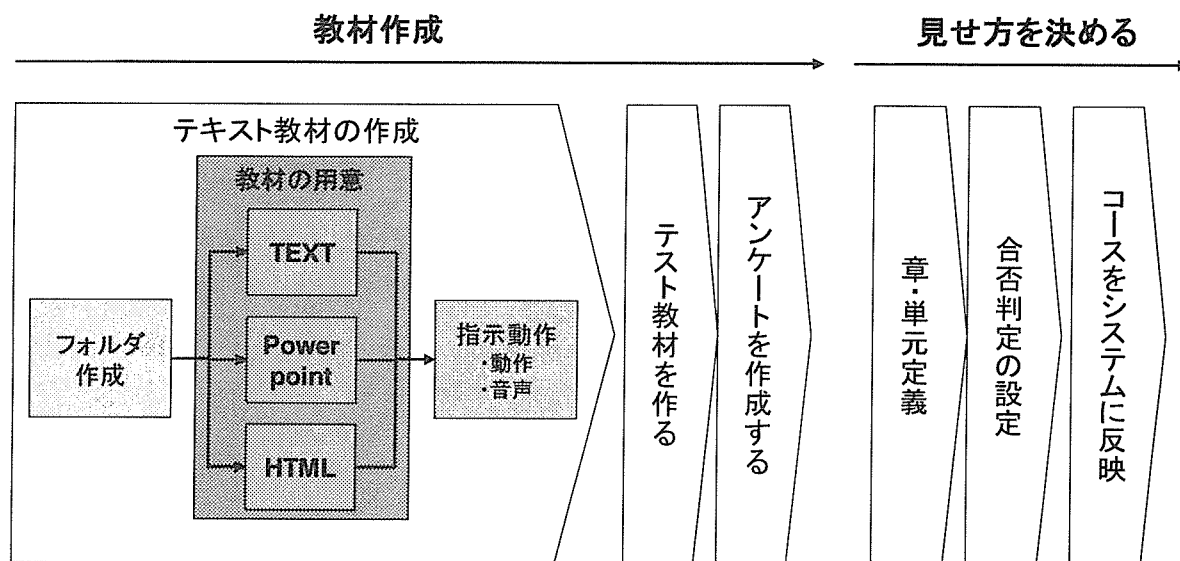 教材作成
見せ方を決める
テキスト教材の作成
教材の用意
TEXT
フォルダ
作成
Power
point
HTML
指示動作
・動作
・音声
テスト教材を作る
アンケートを作成する
章・単元定義
合否判定の設定
コースをシステムに反映